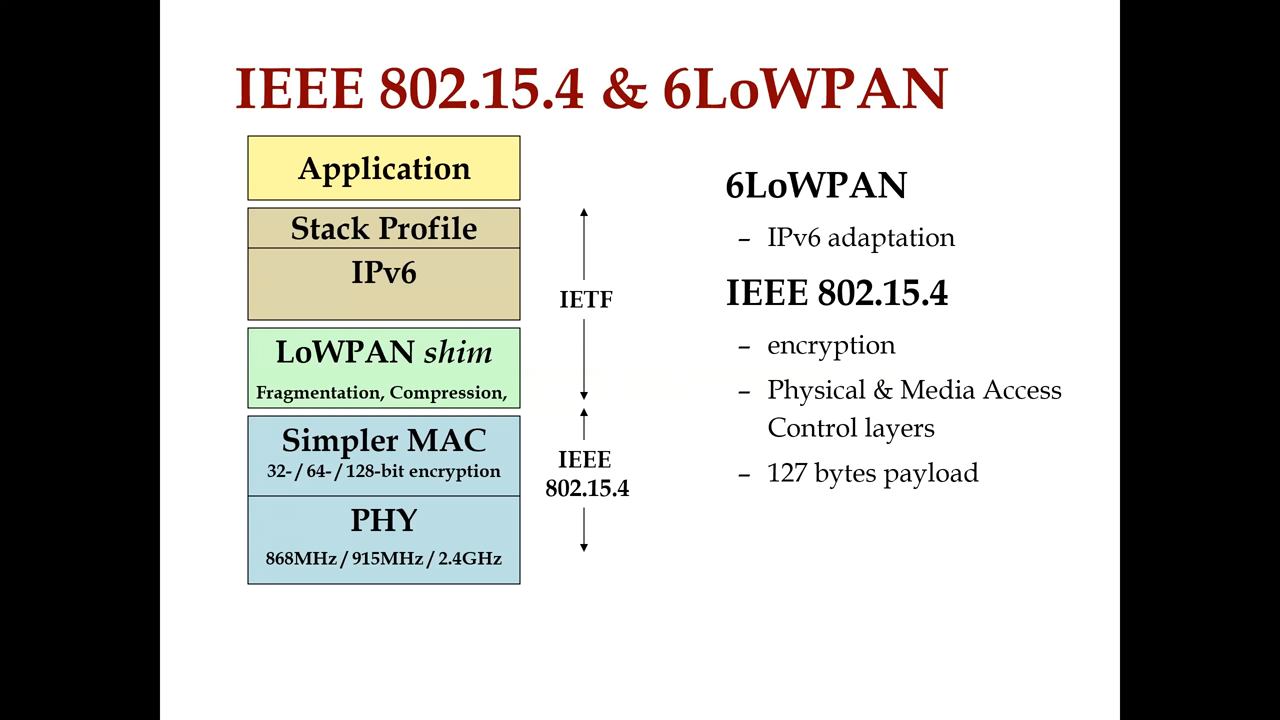 IEEE 802.15.4 & 6LoWPAN
Application
Stack Profile
IPv6
LoWPAN shim
Fragmentation, Compression,
Simpler MAC
32- / 64- / 128-bit encryption
PHY
868MHz / 915MHz / 2.4GHz
IETF
IEEE
802.15.4
6LoWPAN
– IPv6 adaptation
IEEE 802.15.4
– encryption
– Physical & Media Access
Control layers
– 127 bytes payload